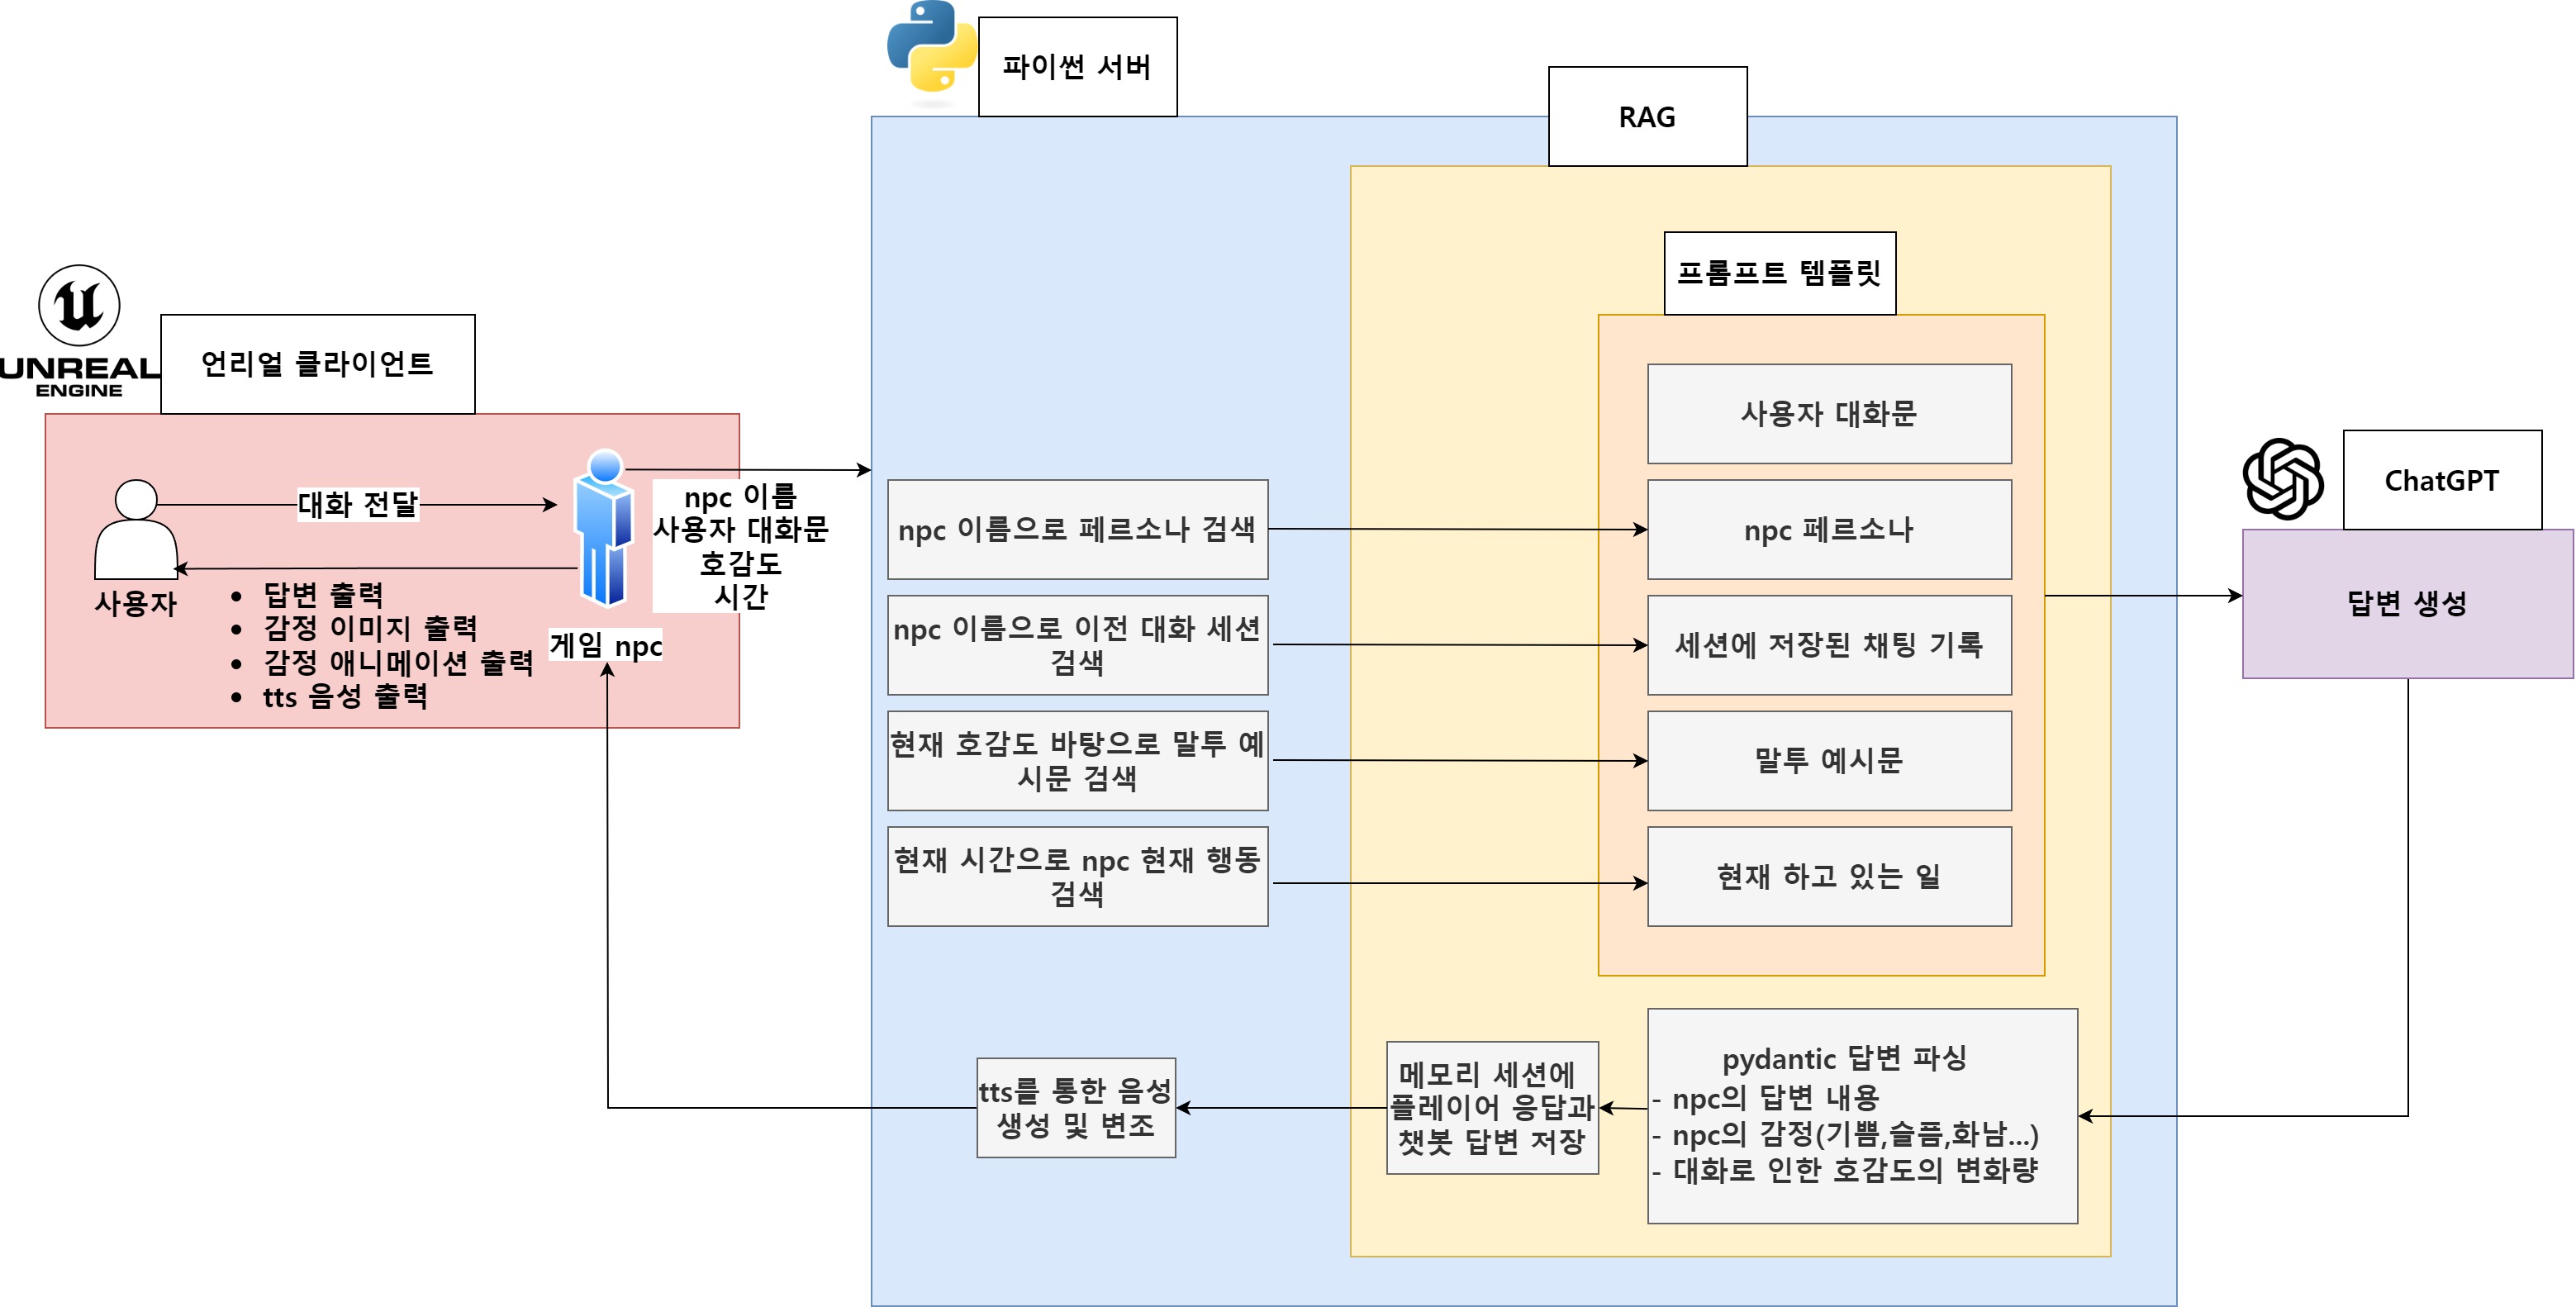 파이썬 서버
RAG
프롬프트 템플릿
UNREAL
ENGINE
언리얼 클라이언트
대화 전달
사용자
답변 출력
감정 이미지 출력
감정 애니메이션 출력
tts 음성 출력
게임 npc
npc 이름
사용자 대화문
호감도
시간
npc 이름으로 페르소나 검색
npc 이름으로 이전 대화 세션
검색
현재 호감도 바탕으로 말투 예
시문 검색
현재 시간으로 npc 현재 행동
검색
사용자 대화문
npc 페르소나
세션에 저장된 채팅 기록
말투 예시문
현재 하고 있는 일
ChatGPT
답변 생성
pydantic 답변 파싱
- npc의 답변 내용
- npc의 감정(기쁨,슬픔,화남...)
- 대화로 인한 호감도의 변화량
메모리 세션에
플레이어 응답과
챗봇 답변 저장
tts를 통한 음성
생성 및 변조